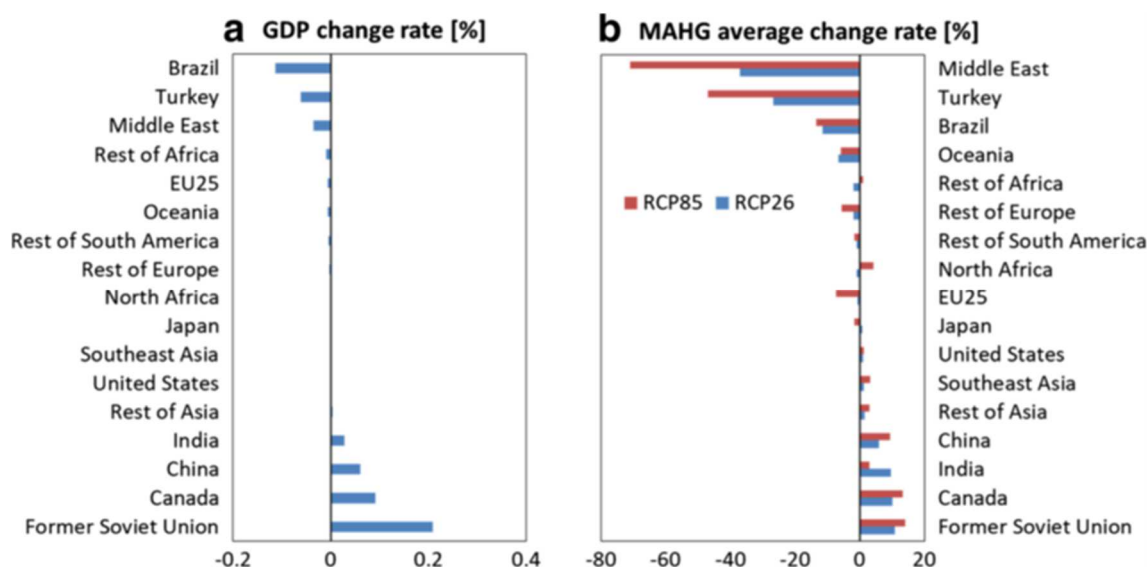 a GDP change rate [%]
Brazil
Turkey
Middle East
Rest of Africa
EU25
Oceania
Rest of South America
Rest of Europe
North Africa
Japan
Southeast Asia
United States
Rest of Asia
India
China
Canada
Former Soviet Union
-0.2 0 0.2 0.4
b MAHG average change rate [%]
RCP85 RCP26
Middle East
Turkey
Brazil
Oceania
Rest of Africa
Rest of Europe
Rest of South America
North Africa
EU25
Japan
United States
Southeast Asia
Rest of Asia
China
India
Canada
Former Soviet Union
-80 -60 -40 -20 0 20